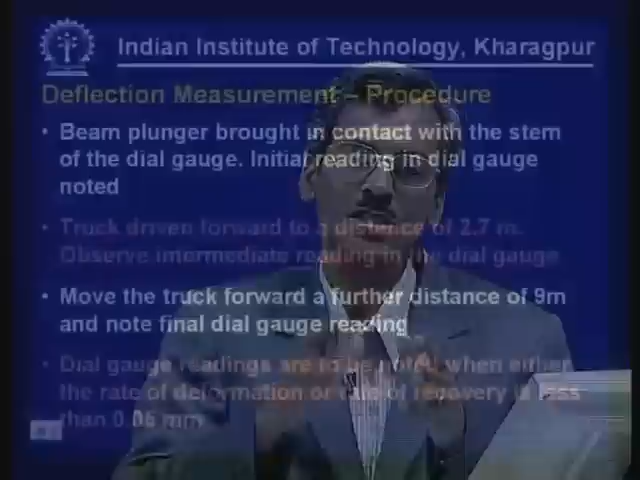 Indian Institute of Technology, Kharagpur
Deflection Measurement – Procedure
• Beam plunger brought in contact with the stem
of the dial gauge. Initial reading in dial gauge
noted
• Truck driven forward to a distance of 2.7 m.
Observe intermediate reading in the dial gauge
• Move the truck forward a further distance of 9m
and note final dial gauge reading
• Dial gauge readings are to be noted when either
the rate of deformation or rate of recovery is less
than 0.05 mm